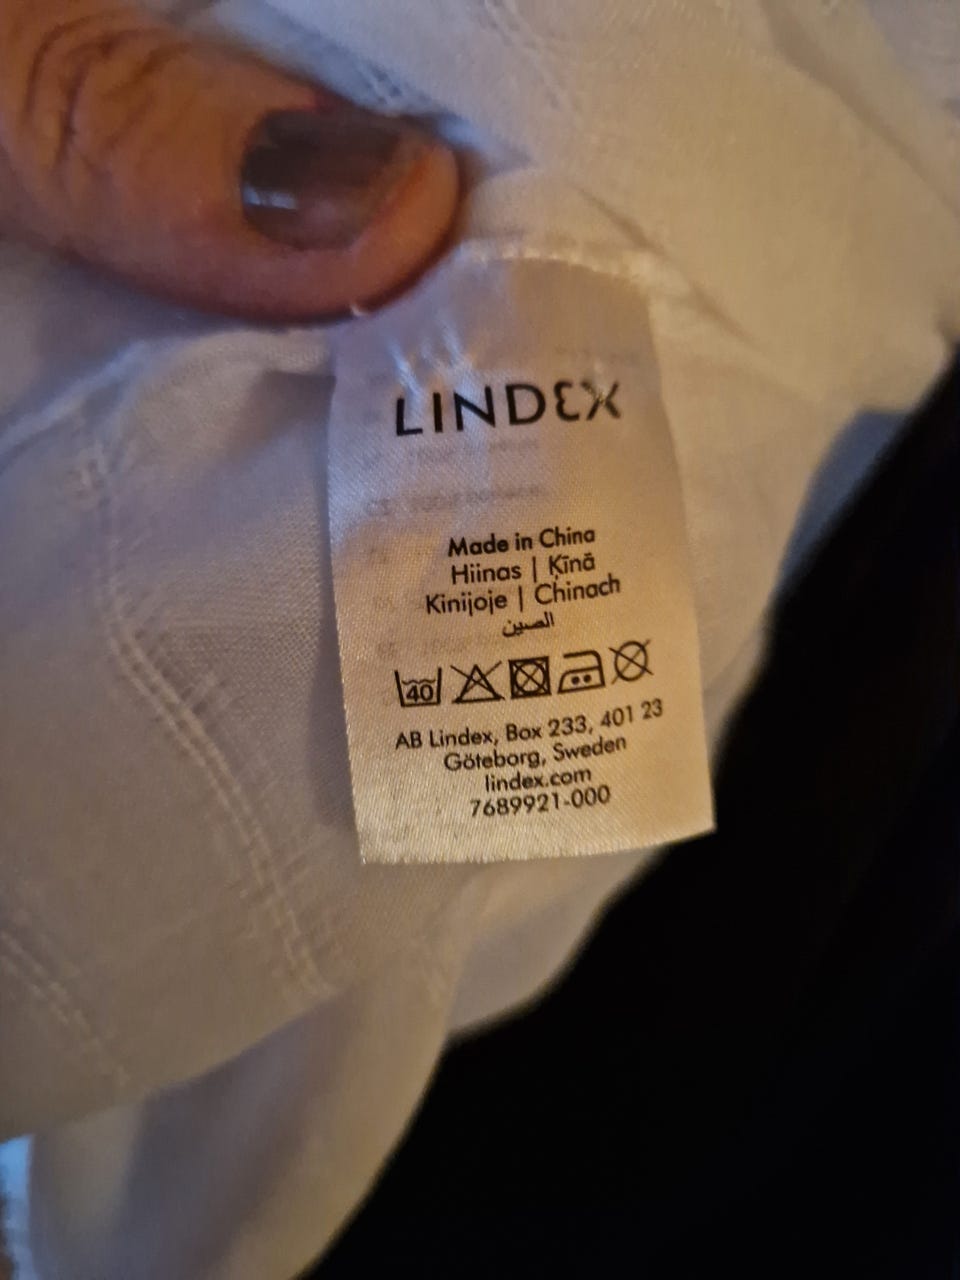 LINDEX
Made in China
Hiinas | Ķīnā
Kinijoje | Chinach
الصين
40
AB Lindex, Box 233, 401 23
Göteborg, Sweden
lindex.com
7689921-000